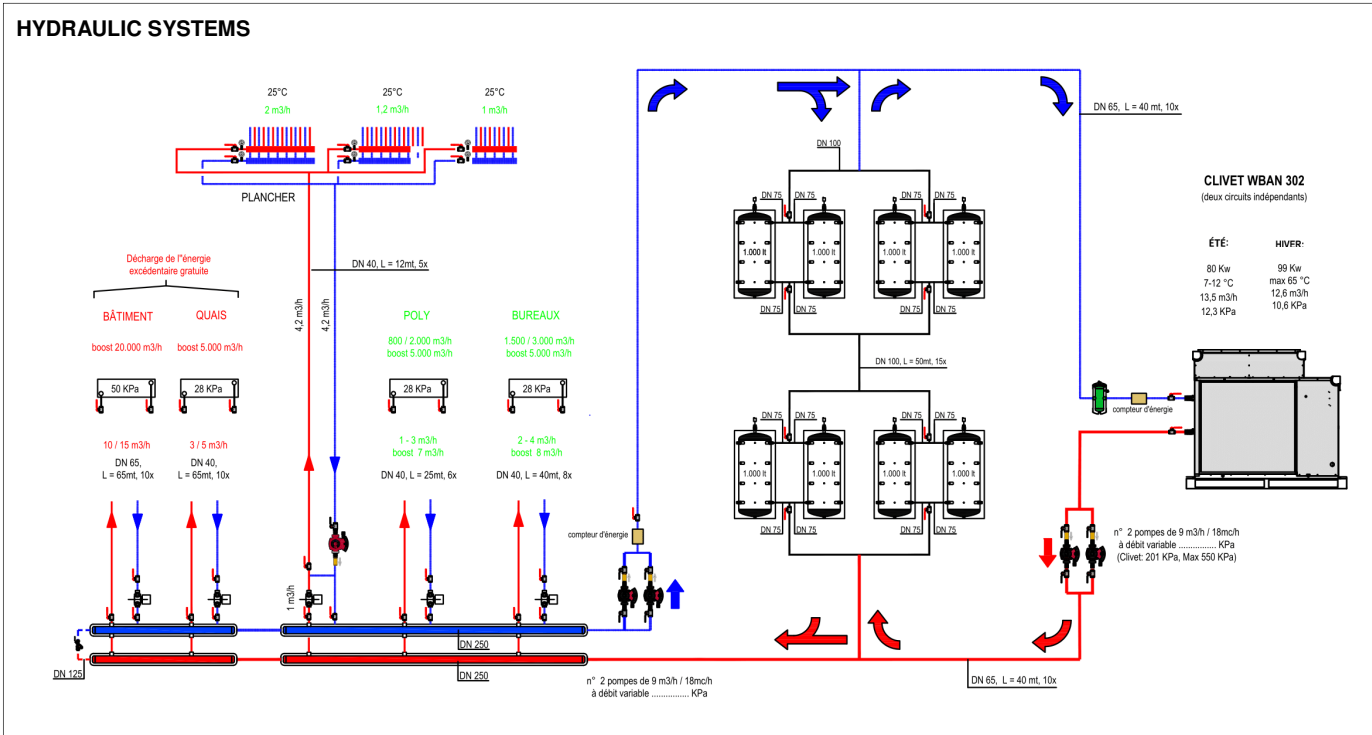 HYDRAULIC SYSTEMS
25°C
2 m3/h
25°C
1,2 m3/h
25°C
1 m3/h
PLANCHER
Décharge de l"énergie
excédentaire gratuite
BÂTIMENT
boost 20.000 m3/h
50 KPa
10 / 15 m3/h
DN 65,
L = 65mt, 10x
QUAIS
boost 5.000 m3/h
28 KPa
3 / 5 m3/h
DN 40,
L = 65mt, 10x
DN 40, L = 12mt, 5x
4,2 m3/h
4,2 m3/h
1 m3/h
POLY
800 / 2.000 m3/h
boost 5.000 m3/h
28 KPa
1 - 3 m3/h
boost 7 m3/h
DN 40, L = 25mt, 6x
BUREAUX
1.500 / 3.000 m3/h
boost 5.000 m3/h
28 KPa
2 - 4 m3/h
boost 8 m3/h
DN 40, L = 40mt, 8x
compteur d'énergie
DN 250
DN 250
DN 125
n° 2 pompes de 9 m3/h / 18mc/h
à débit variable ................ KPa
DN 100
DN 75
DN 75
DN 75
DN 75
1.000 lt
1.000 lt
1.000 lt
1.000 lt
DN 75
DN 75
DN 75
DN 75
DN 100, L = 50mt, 15x
DN 75
DN 75
DN 75
DN 75
1.000 lt
1.000 lt
1.000 lt
1.000 lt
DN 75
DN 75
DN 75
DN 75
DN 65, L = 40 mt, 10x
CLIVET WBAN 302
(deux circuits indépendants)
ÉTÉ:
80 Kw
7-12 °C
13,5 m3/h
12,3 KPa
HIVER:
99 Kw
max 65 °C
12,6 m3/h
10,6 KPa
compteur d'énergie
n° 2 pompes de 9 m3/h / 18mc/h
à débit variable ................ KPa
(Clivet: 201 KPa, Max 550 KPa)
DN 65, L = 40 mt, 10x